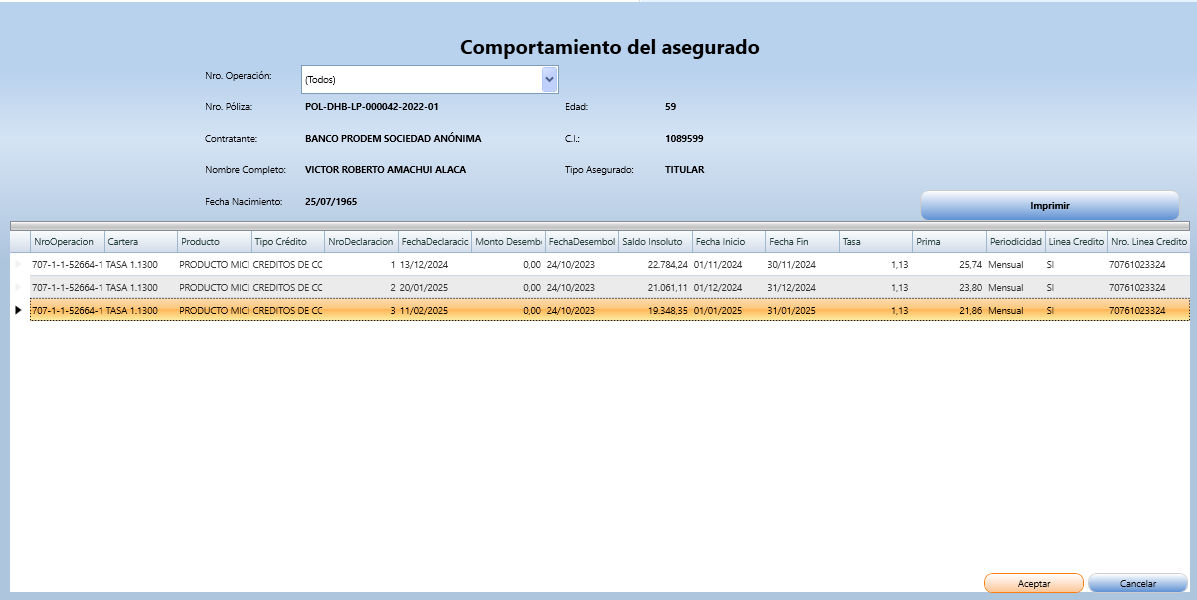 Comportamiento del asegurado
Nro. Operación: (Todos)
Nro. Póliza: POL-DHB-LP-000042-2022-01 Edad: 59
Contratante: BANCO PRODEM SOCIEDAD ANÓNIMA C.I.: 1089599
Nombre Completo: VICTOR ROBERTO AMACHUI ALACA Tipo Asegurado: TITULAR
Fecha Nacimiento: 25/07/1965
Imprimir
NroOperacion Cartera Producto Tipo Crédito NroDeclaracion FechaDeclaracic Monto Desemb FechaDesembol Saldo Insoluto Fecha Inicio Fecha Fin Tasa Prima Periodicidad Linea Credito Nro. Linea Credito
707-1-1-52664-1 TASA 1.1300 PRODUCTO MIC CREDITOS DE CC 1 13/12/2024 0,00 24/10/2023 22.784,24 01/11/2024 30/11/2024 1,13 25,74 Mensual SI 70761023324
707-1-1-52664-1 TASA 1.1300 PRODUCTO MIC CREDITOS DE CC 2 20/01/2025 0,00 24/10/2023 21.061,11 01/12/2024 31/12/2024 1,13 23,80 Mensual SI 70761023324
707-1-1-52664-1 TASA 1.1300 PRODUCTO MIC CREDITOS DE CC 3 11/02/2025 0,00 24/10/2023 19.348,35 01/01/2025 31/01/2025 1,13 21,86 Mensual SI 70761023324
Aceptar Cancelar